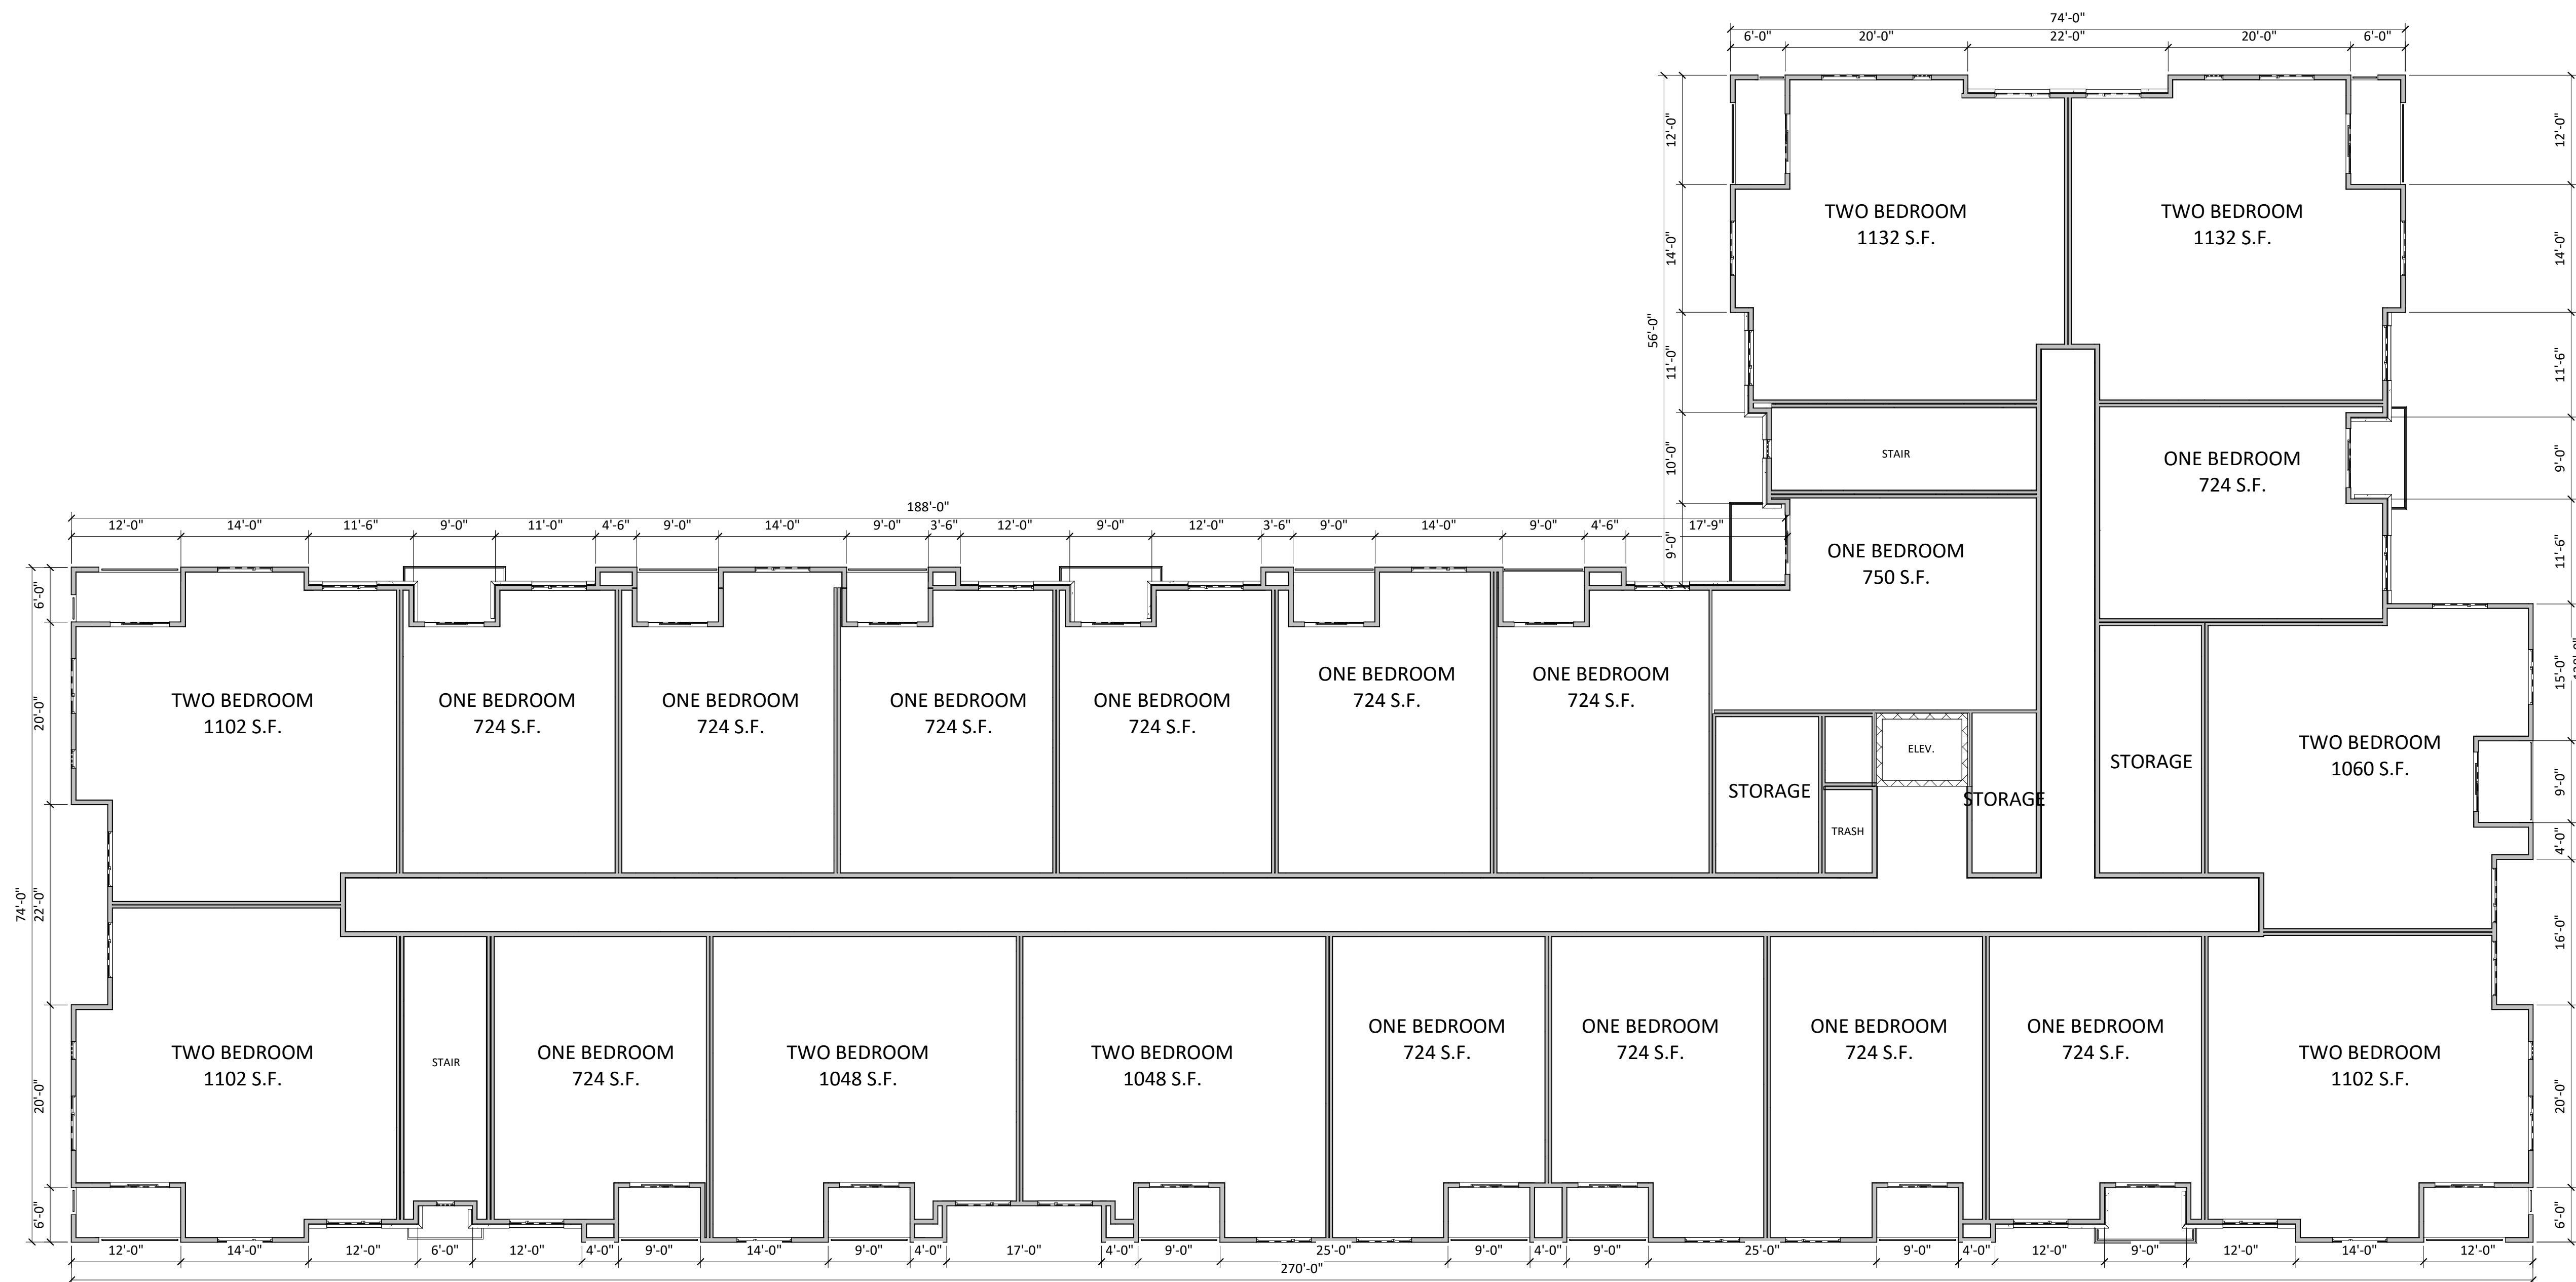 74'-0"
6'-0" 20'-0" 22'-0" 20'-0" 6'-0"
12'-0"
14'-0"
11'-0"
10'-0"
9'-0"
56'-0"
12'-0"
14'-0"
11'-6"
9'-0"
11'-6"
15'-0"
9'-0"
4'-0"
16'-0"
20'-0"
6'-0"
TWO BEDROOM
1132 S.F.
TWO BEDROOM
1132 S.F.
STAIR
ONE BEDROOM
724 S.F.
ONE BEDROOM
750 S.F.
188'-0"
12'-0" 14'-0" 11'-6" 9'-0" 11'-0" 4'-6" 9'-0" 14'-0" 9'-0" 3'-6" 12'-0" 9'-0" 12'-0" 3'-6" 9'-0" 14'-0" 9'-0" 4'-6" 17'-9"
6'-0"
20'-0"
22'-0"
20'-0"
6'-0"
74'-0"
TWO BEDROOM
1102 S.F.
ONE BEDROOM
724 S.F.
ONE BEDROOM
724 S.F.
ONE BEDROOM
724 S.F.
ONE BEDROOM
724 S.F.
ONE BEDROOM
724 S.F.
ONE BEDROOM
724 S.F.
STORAGE
TRASH
ELEV.
STORAGE
STORAGE
TWO BEDROOM
1060 S.F.
TWO BEDROOM
1102 S.F.
STAIR
ONE BEDROOM
724 S.F.
TWO BEDROOM
1048 S.F.
TWO BEDROOM
1048 S.F.
ONE BEDROOM
724 S.F.
ONE BEDROOM
724 S.F.
ONE BEDROOM
724 S.F.
ONE BEDROOM
724 S.F.
TWO BEDROOM
1102 S.F.
12'-0" 14'-0" 12'-0" 6'-0" 12'-0" 4'-0" 9'-0" 14'-0" 9'-0" 4'-0" 17'-0" 4'-0" 9'-0" 25'-0" 9'-0" 4'-0" 9'-0" 25'-0" 9'-0" 4'-0" 12'-0" 9'-0" 12'-0" 14'-0" 12'-0"
270'-0"